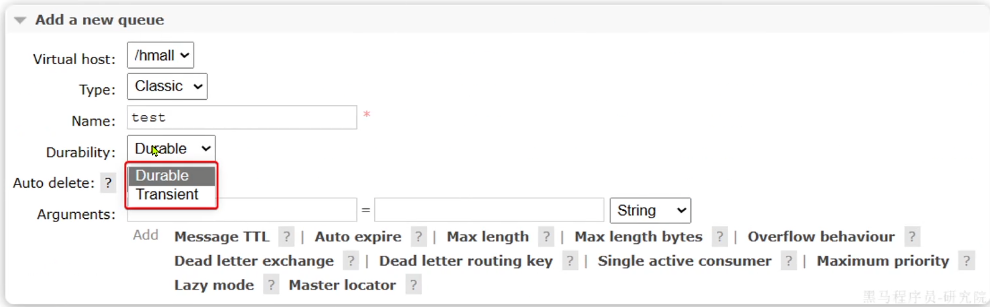 Add a new queue
Virtual host: /hmall
Type: Classic
Name: test *
Durability: Durable
Durable
Transient
Auto delete: ?
Arguments: = String
Add Message TTL ? | Auto expire ? | Max length ? | Max length bytes ? | Overflow behaviour ?
Dead letter exchange ? | Dead letter routing key ? | Single active consumer ? | Maximum priority ?
Lazy mode ? Master locator ?
黑马程序员-研究院